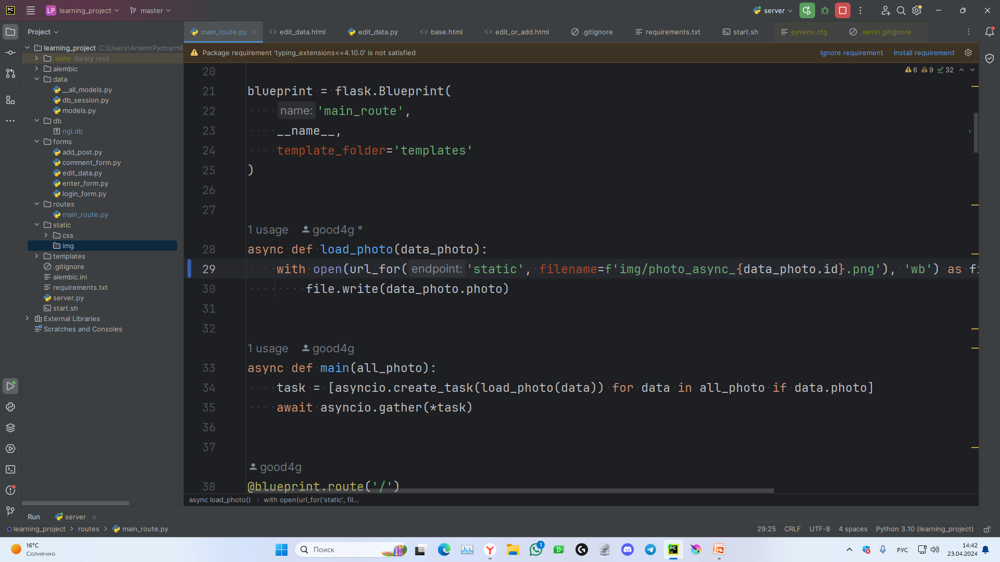 LP learning_project
master
server
Project
main_route.py
edit_data.html
edit_data.py
base.html
edit_or_add.html
.gitignore
requirements.txt
start.sh
pyvenv.cfg
.venv\.gitignore
learning_project C:\Users\Artem\PycharmP
.venv library root
alembic
data
__all_models.py
db_session.py
models.py
db
ngl.db
forms
add_post.py
comment_form.py
edit_data.py
enter_form.py
login_form.py
routes
main_route.py
static
css
img
templates
.gitignore
alembic.ini
requirements.txt
server.py
start.sh
External Libraries
Scratches and Consoles
Package requirement 'typing_extensions<=4.10.0' is not satisfied
Ignore requirement
Install requirement
6 9 32
20
21 blueprint = flask.Blueprint(
22 name: 'main_route',
23 __name__,
24 template_folder='templates'
25 )
26
27
1 usage good4g *
28 async def load_photo(data_photo):
29 with open(url_for( endpoint: 'static', filename=f'img/photo_async_{data_photo.id}.png'), 'wb') as fi
30 file.write(data_photo.photo)
31
32
1 usage good4g
33 async def main(all_photo):
34 task = [asyncio.create_task(load_photo(data)) for data in all_photo if data.photo]
35 await asyncio.gather(*task)
36
37
good4g
38 @blueprint.route('/')
async load_photo() > with open(url_for('static', fil...
Run server
learning_project > routes > main_route.py
29:25 CRLF UTF-8 4 spaces Python 3.10 (learning_project)
16°C
Солнечно
Поиск
1
РУС
14:42
23.04.2024